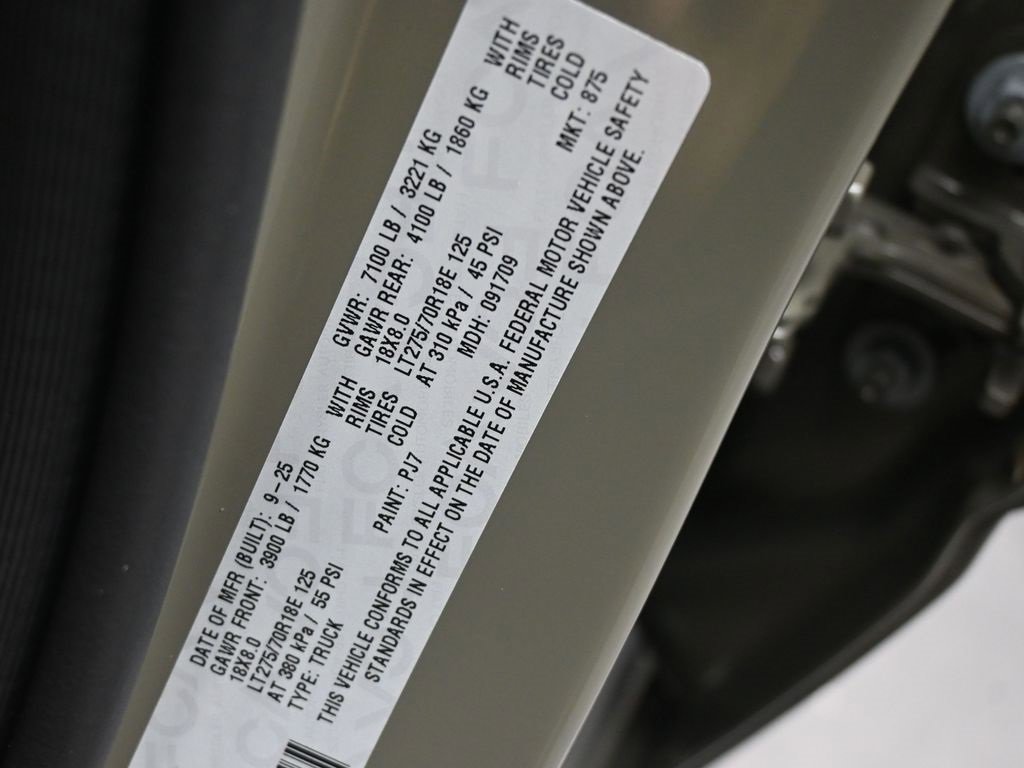 DATE OF MFR (BUILT): 9-25 GVWR: 7100 LB / 3221 KG
GAWR FRONT: 3900 LB / 1770 KG WITH GAWR REAR: 4100 LB / 1860 KG WITH
18X8.0 RIMS 18X8.0 RIMS
LT275/70R18E 125 TIRES LT275/70R18E 125 TIRES
AT 380 kPa / 55 PSI COLD AT 310 kPa / 45 PSI COLD
TYPE: TRUCK PAINT: PJ7 MDH: 091709 MKT: 875
THIS VEHICLE CONFORMS TO ALL APPLICABLE U.S.A. FEDERAL MOTOR VEHICLE SAFETY
STANDARDS IN EFFECT ON THE DATE OF MANUFACTURE SHOWN ABOVE.